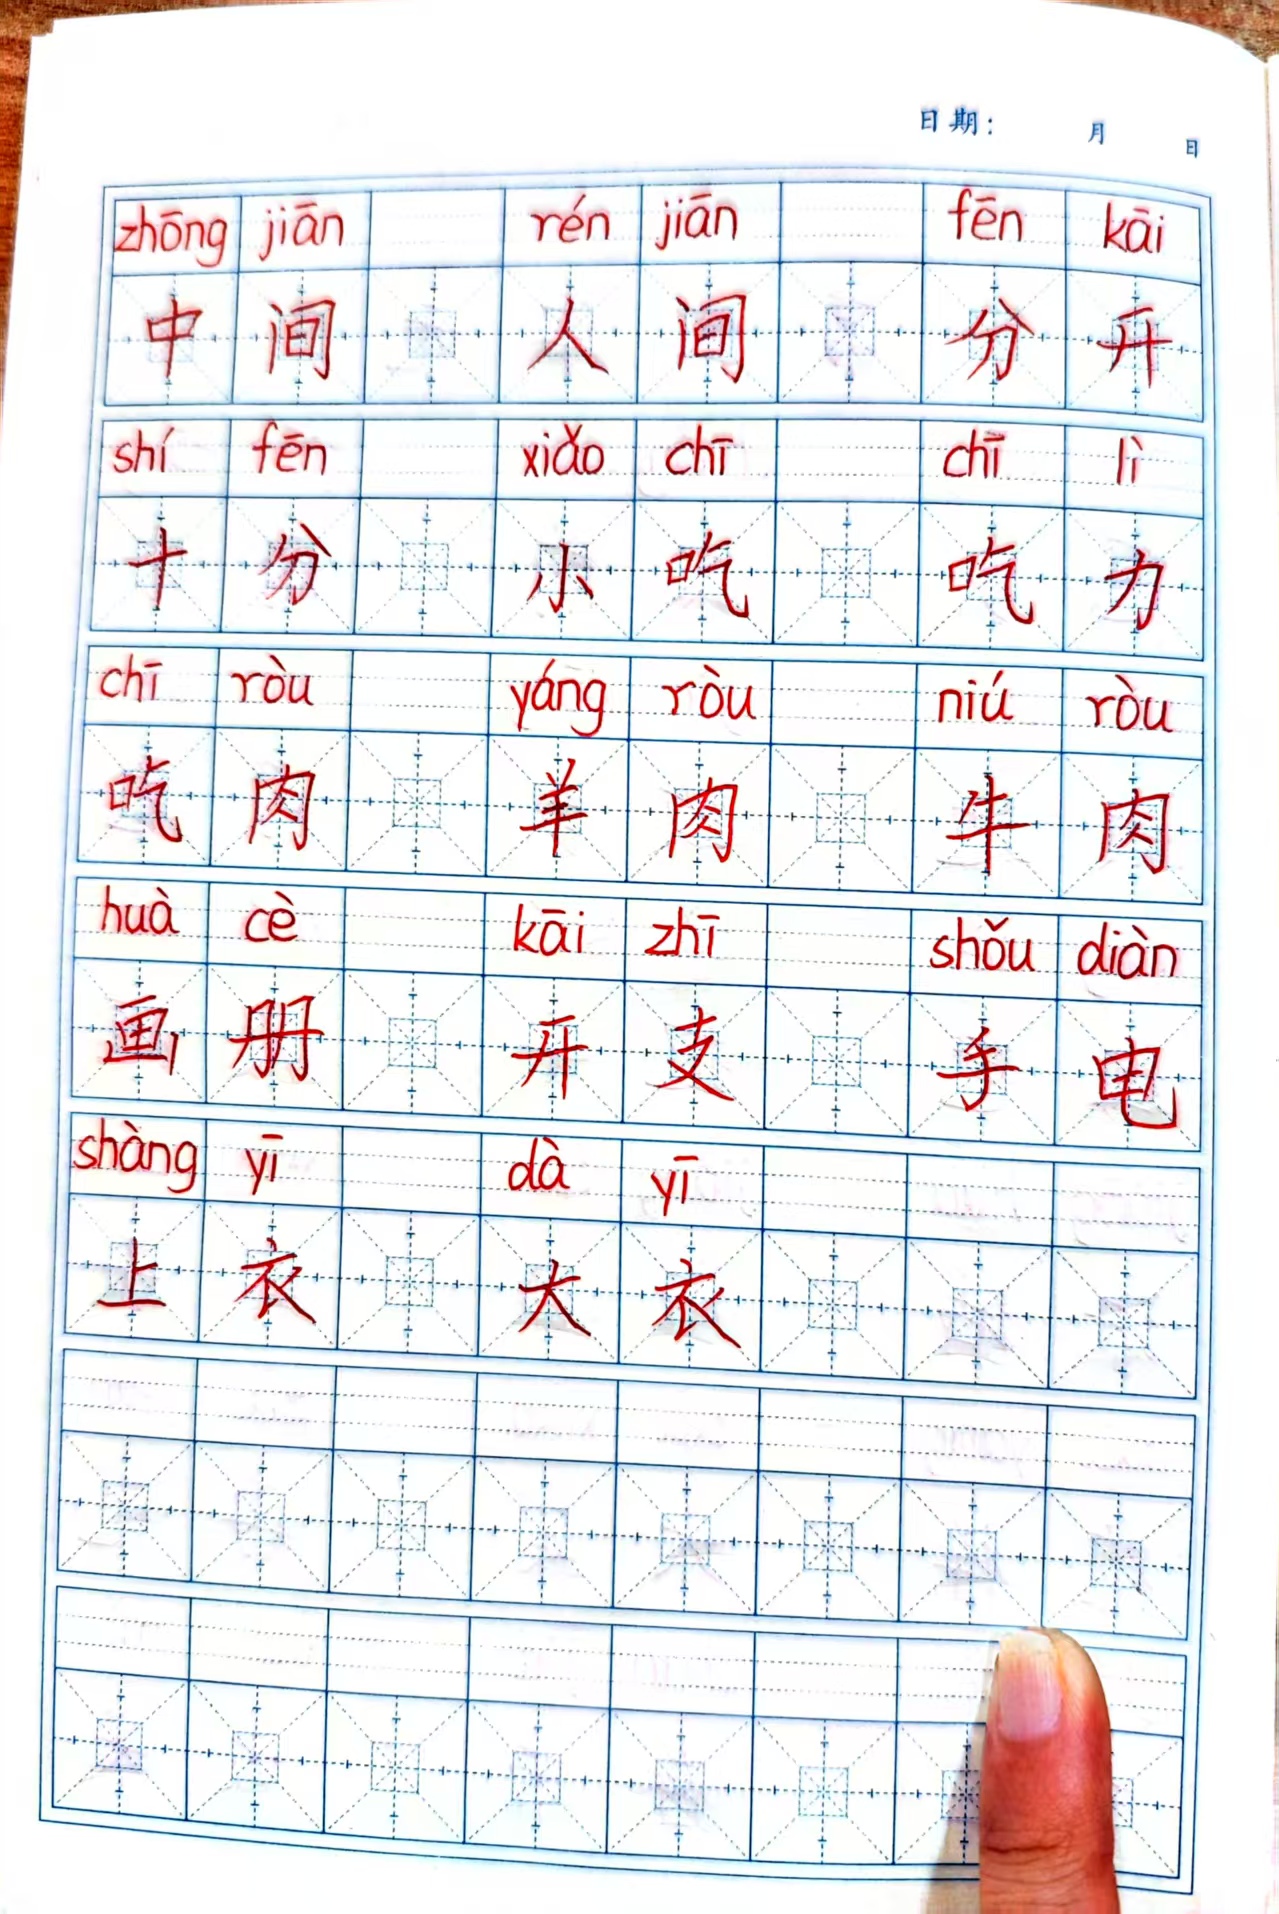 日期: 月 日
zhōng jiān rén jiān fēn kāi
中间 人间 分开
shí fēn xiǎo chī chī lì
十分 小吃 吃力
chī ròu yáng ròu niú ròu
吃肉 羊肉 牛肉
huà cè kāi zhī shǒu diàn
画册 开支 手电
shàng yī dà yī
上衣 大衣